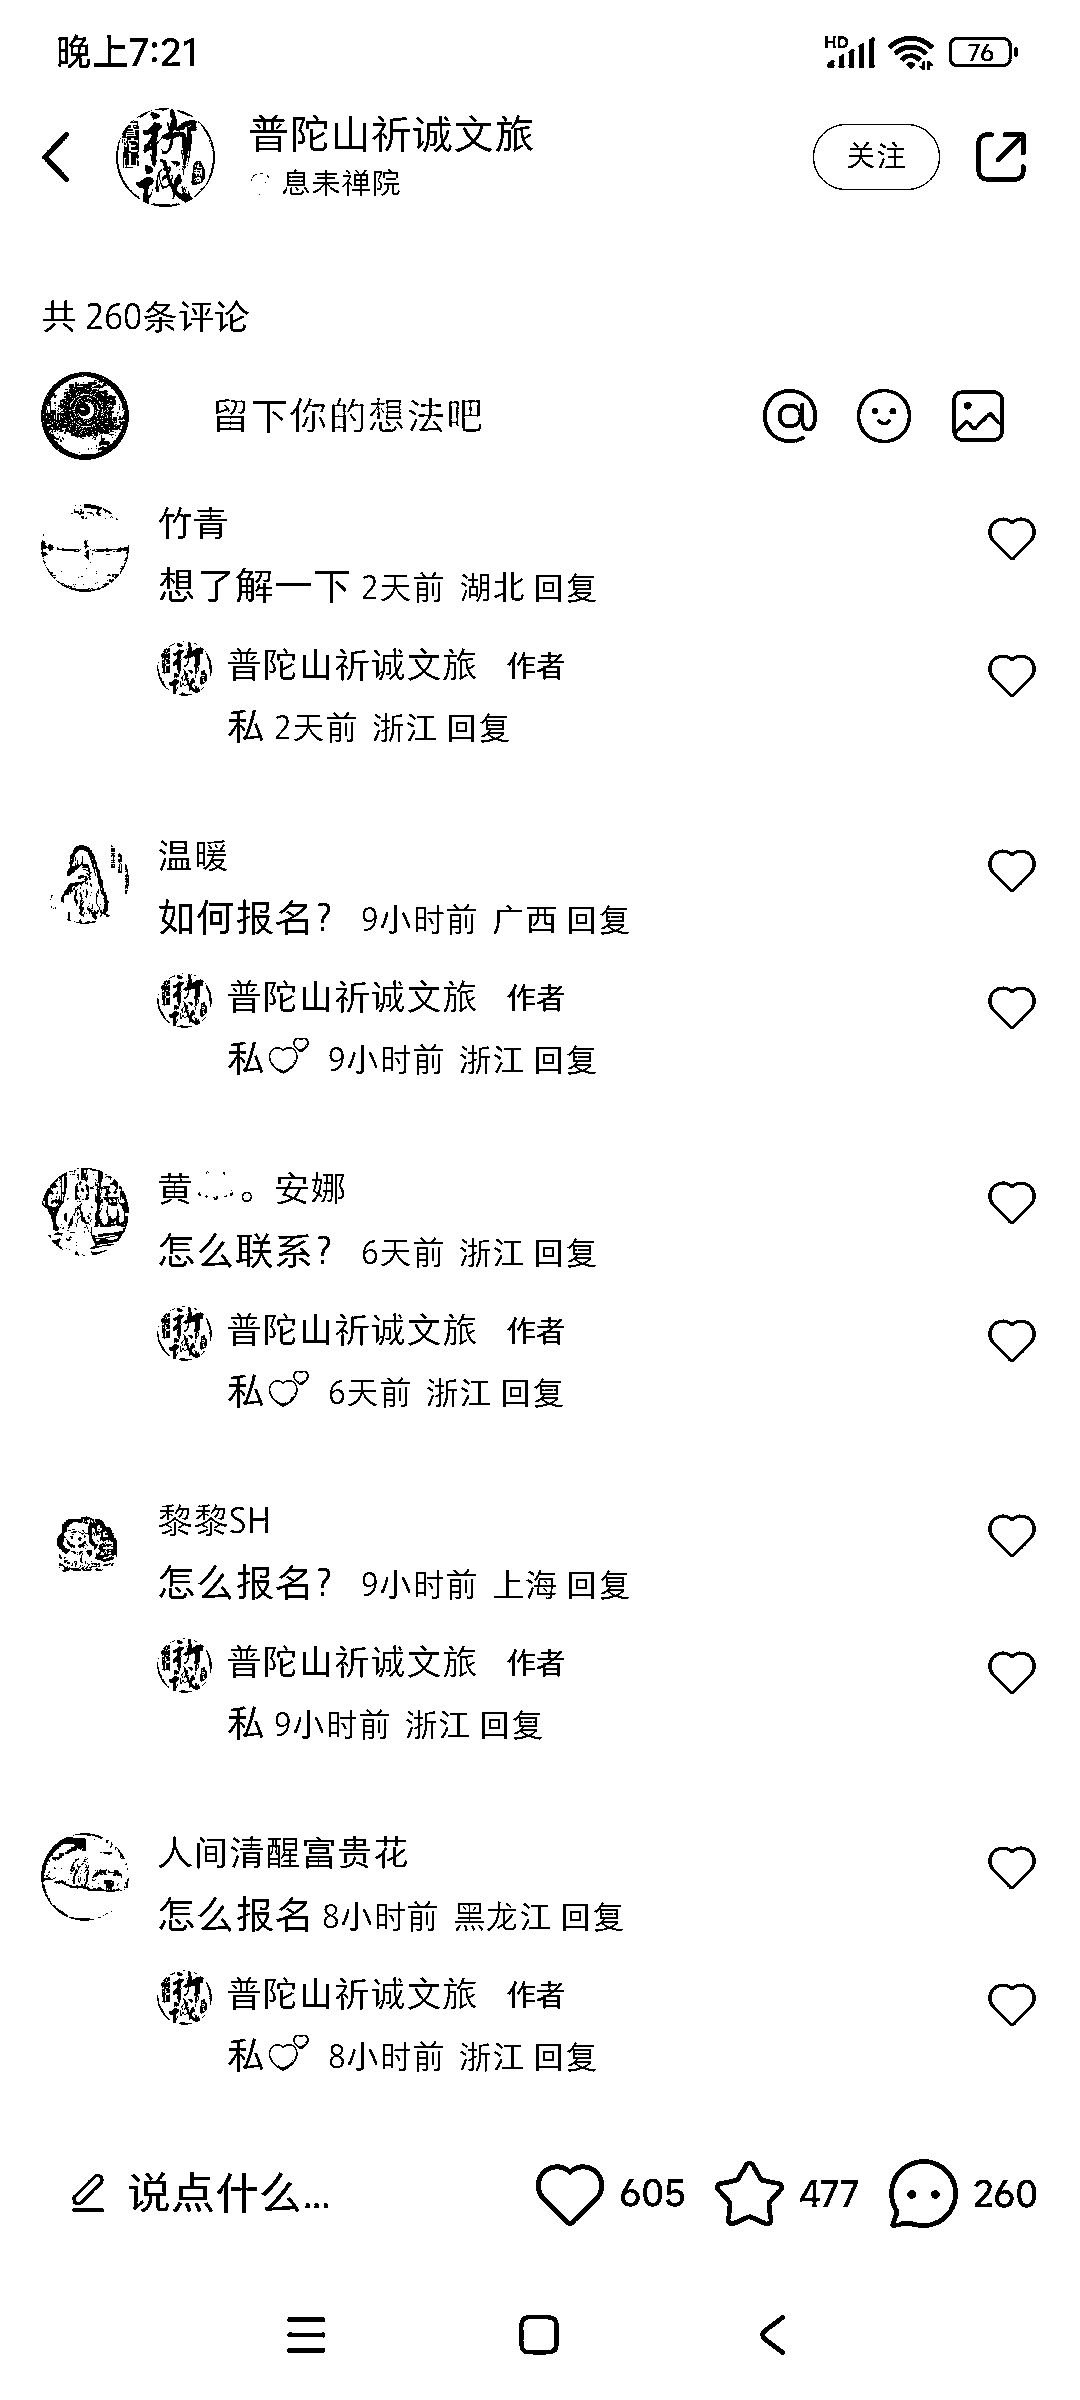 晚上7:21
HD 76
普陀山祈诚文旅
息耒禅院
关注
共 260条评论
留下你的想法吧
竹青
想了解一下 2天前 湖北 回复
普陀山祈诚文旅 作者
私 2天前 浙江 回复
温暖
如何报名? 9小时前 广西 回复
普陀山祈诚文旅 作者
私 9小时前 浙江 回复
黄 。安娜
怎么联系? 6天前 浙江 回复
普陀山祈诚文旅 作者
私 6天前 浙江 回复
黎黎SH
怎么报名? 9小时前 上海 回复
普陀山祈诚文旅 作者
私 9小时前 浙江 回复
人间清醒富贵花
怎么报名 8小时前 黑龙江 回复
普陀山祈诚文旅 作者
私 8小时前 浙江 回复
说点什么... 605 477 260